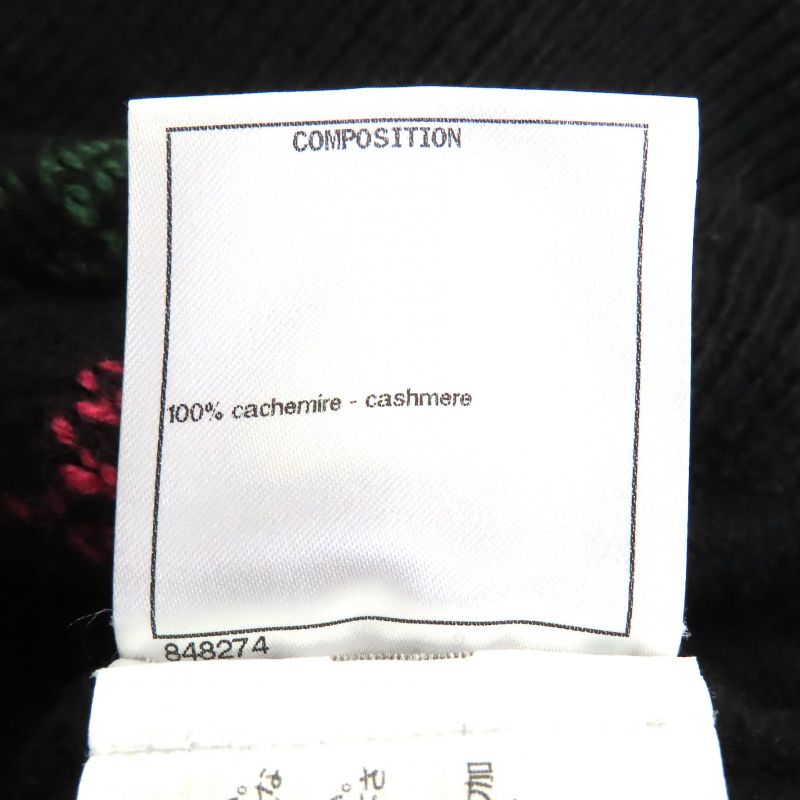 COMPOSITION
100% cachemire - cashmere
848274